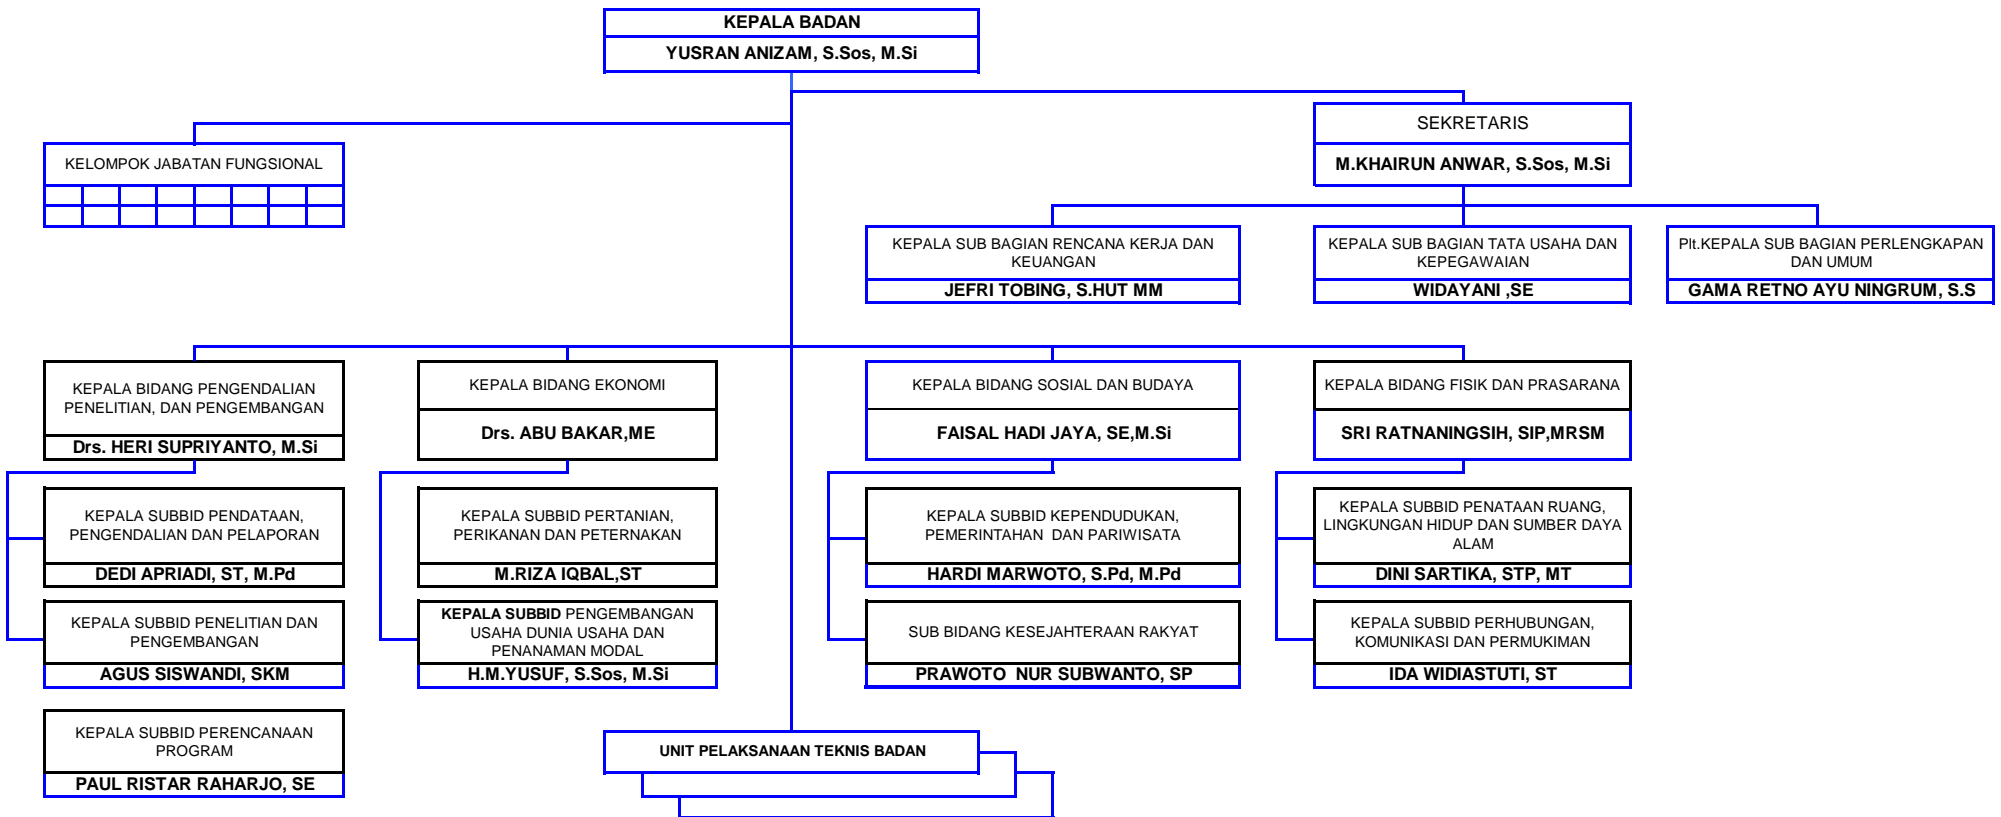 KEPALA BADAN
YUSRAN ANIZAM, S.Sos, M.Si
SEKRETARIS
M.KHAIRUN ANWAR, S.Sos, M.Si
KELOMPOK JABATAN FUNGSIONAL
KEPALA SUB BAGIAN RENCANA KERJA DAN
KEUANGAN
JEFRI TOBING, S.HUT MM
KEPALA SUB BAGIAN TATA USAHA DAN
KEPEGAWAIAN
WIDAYANI ,SE
Plt.KEPALA SUB BAGIAN PERLENGKAPAN
DAN UMUM
GAMA RETNO AYU NINGRUM, S.S
KEPALA BIDANG PENGENDALIAN
PENELITIAN, DAN PENGEMBANGAN
Drs. HERI SUPRIYANTO, M.Si
KEPALA BIDANG EKONOMI
Drs. ABU BAKAR,ME
KEPALA BIDANG SOSIAL DAN BUDAYA
FAISAL HADI JAYA, SE,M.Si
KEPALA BIDANG FISIK DAN PRASARANA
SRI RATNANINGSIH, SIP,MRSM
KEPALA SUBBID PENDATAAN,
PENGENDALIAN DAN PELAPORAN
DEDI APRIADI, ST, M.Pd
KEPALA SUBBID PERTANIAN,
PERIKANAN DAN PETERNAKAN
M.RIZA IQBAL,ST
KEPALA SUBBID KEPENDUDUKAN,
PEMERINTAHAN  DAN PARIWISATA
HARDI MARWOTO, S.Pd, M.Pd
KEPALA SUBBID PENATAAN RUANG,
LINGKUNGAN HIDUP DAN SUMBER DAYA
ALAM
DINI SARTIKA, STP, MT
KEPALA SUBBID PENELITIAN DAN
PENGEMBANGAN
AGUS SISWANDI, SKM
KEPALA SUBBID PENGEMBANGAN
USAHA DUNIA USAHA DAN
PENANAMAN MODAL
H.M.YUSUF, S.Sos, M.Si
SUB BIDANG KESEJAHTERAAN RAKYAT
PRAWOTO  NUR SUBWANTO, SP
KEPALA SUBBID PERHUBUNGAN,
KOMUNIKASI DAN PERMUKIMAN
IDA WIDIASTUTI, ST
KEPALA SUBBID PERENCANAAN
PROGRAM
PAUL RISTAR RAHARJO, SE
UNIT PELAKSANAAN TEKNIS BADAN